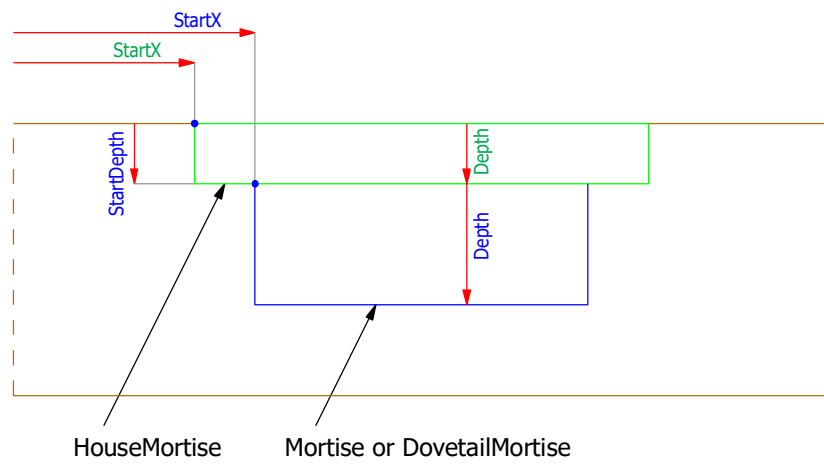 StartX
StartX
StartDepth
Depth
Depth
HouseMortise
Mortise or DovetailMortise